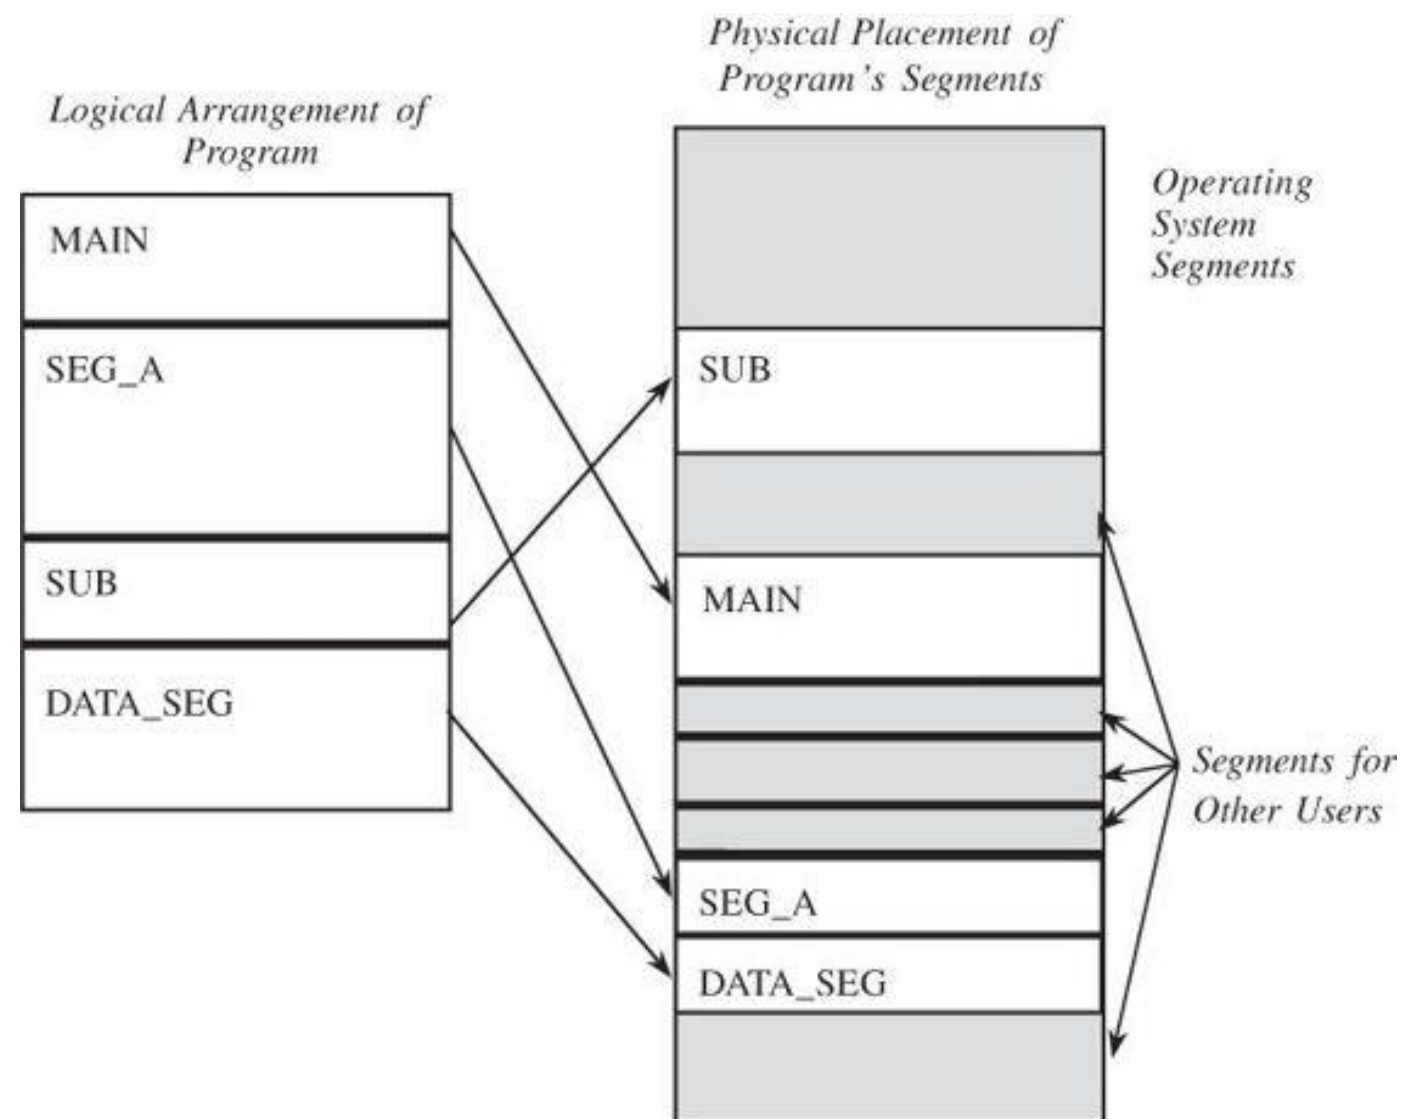 Physical Placement of
Program's Segments
Logical Arrangement of
Program
MAIN
SEG_A
SUB
DATA_SEG
SUB
MAIN
SEG_A
DATA_SEG
Operating
System
Segments
Segments for
Other Users